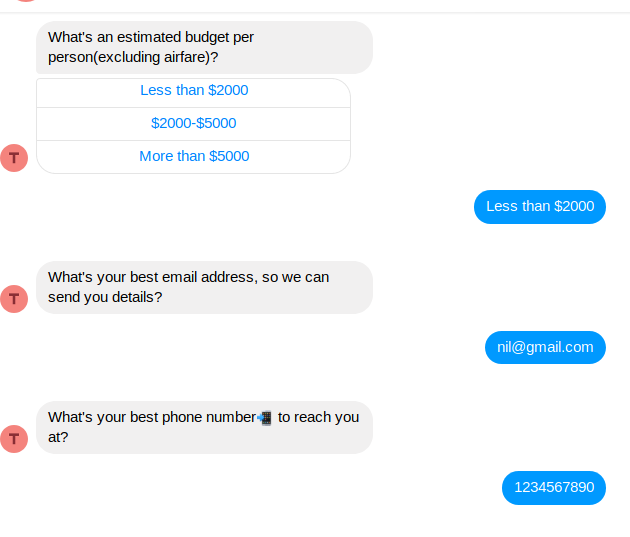 What's an estimated budget per
person(excluding airfare)?
Less than $2000
$2000-$5000
More than $5000
T
Less than $2000
What's your best email address, so we can
send you details?
T
nil@gmail.com
What's your best phone number📲 to reach you
at?
T
1234567890